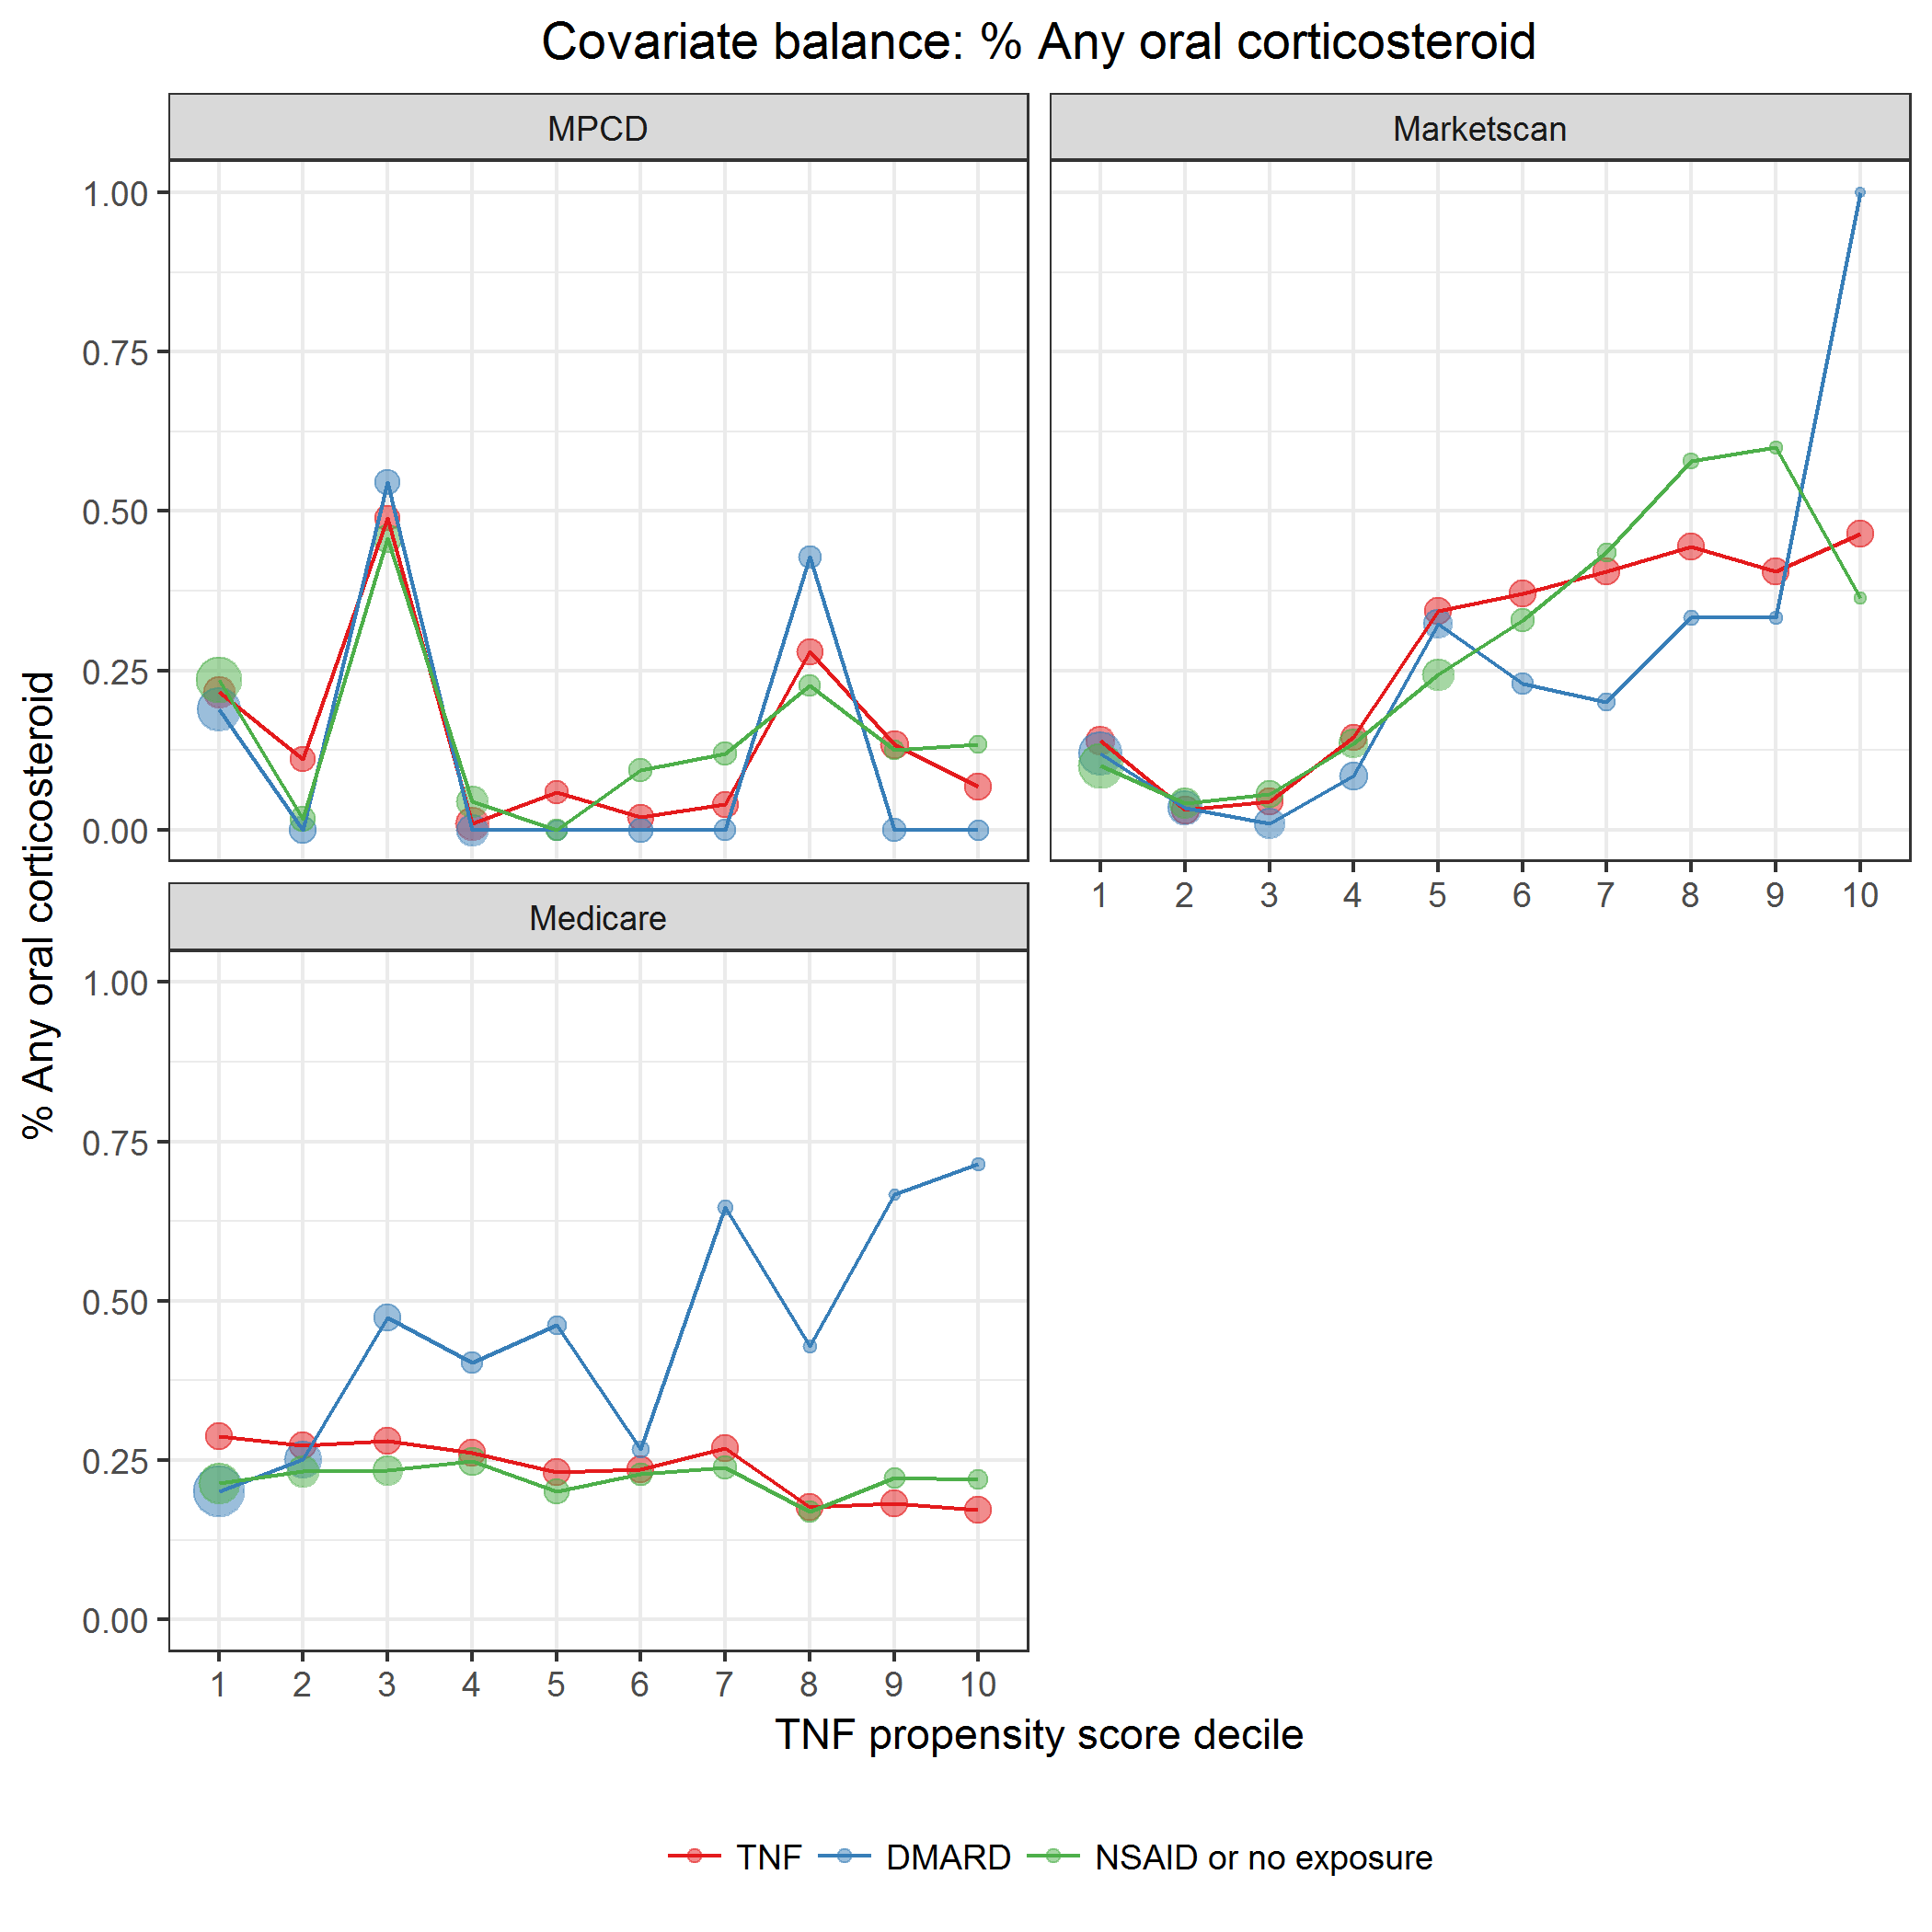 Covariate balance: % Any oral corticosteroid
MPCD
Marketscan
1.00
0.75
0.50
0.25
0.00
1 2 3 4 5 6 7 8 9 10
Medicare
1.00
0.75
0.50
0.25
0.00
1 2 3 4 5 6 7 8 9 10
% Any oral corticosteroid
TNF propensity score decile
TNF DMARD NSAID or no exposure